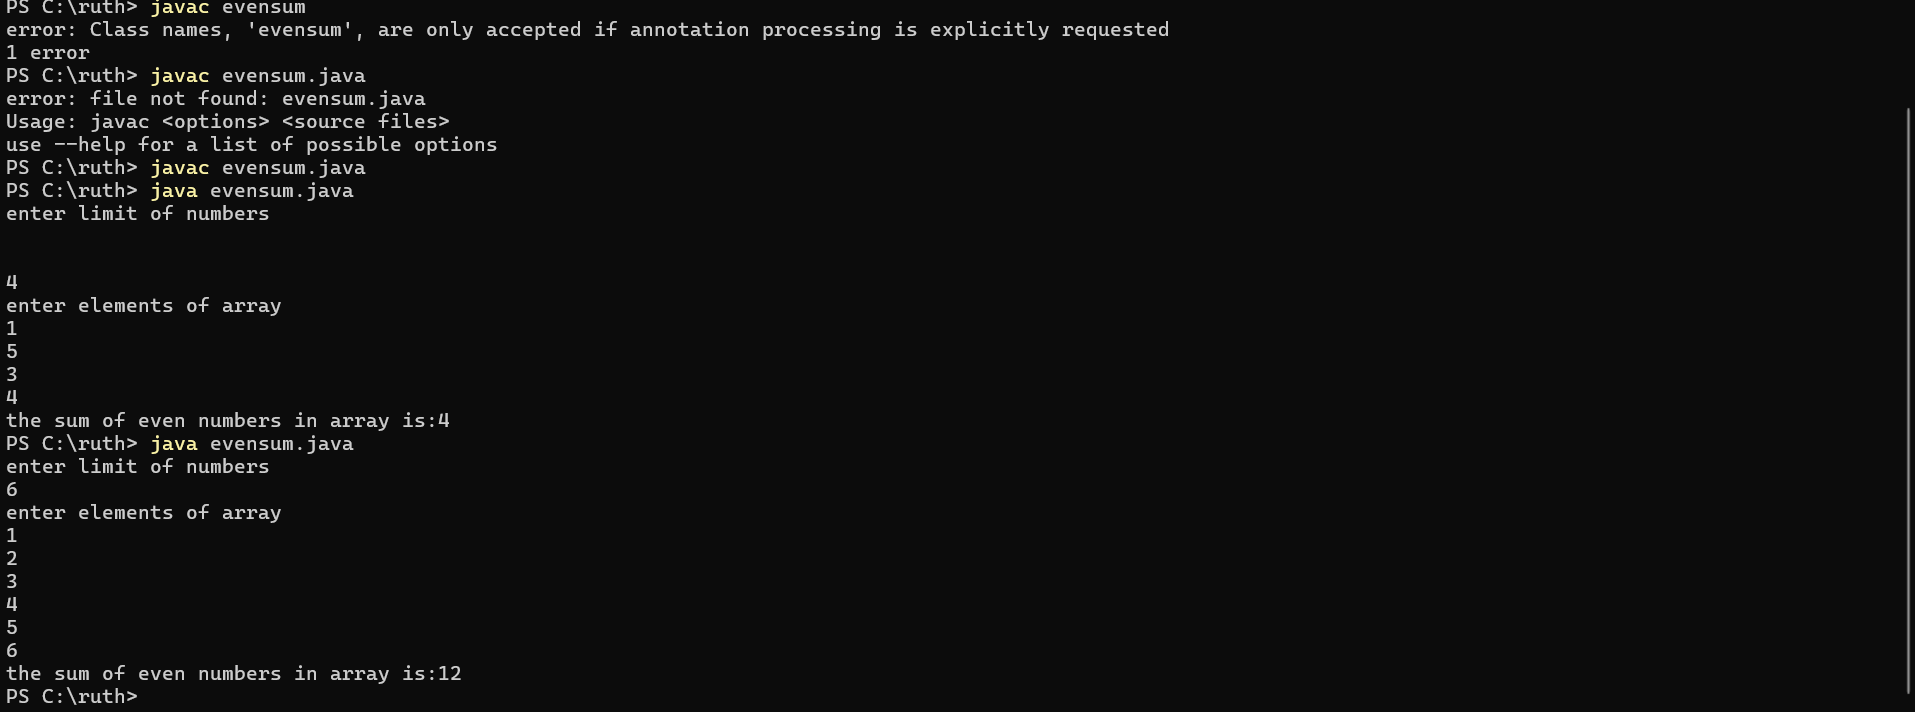 PS C:\ruth> javac evensum
error: Class names, 'evensum', are only accepted if annotation processing is explicitly requested
1 error
PS C:\ruth> javac evensum.java
error: file not found: evensum.java
Usage: javac <options> <source files>
use --help for a list of possible options
PS C:\ruth> javac evensum.java
PS C:\ruth> java evensum.java
enter limit of numbers
4
enter elements of array
1
5
3
4
the sum of even numbers in array is:4
PS C:\ruth> java evensum.java
enter limit of numbers
6
enter elements of array
1
2
3
4
5
6
the sum of even numbers in array is:12
PS C:\ruth>